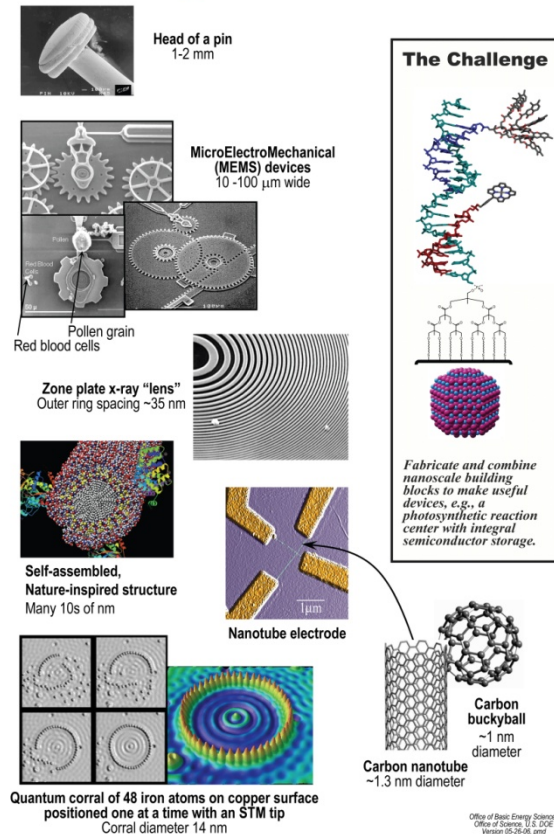 Head of a pin
1-2 mm
The Challenge
MicroElectroMechanical
(MEMS) devices
10 -100 μm wide
Pollen
Red Blood
Cells
Pollen grain
Red blood cells
Zone plate x-ray “lens”
Outer ring spacing ~35 nm
Fabricate and combine
nanoscale building
blocks to make useful
devices, e.g., a
photosynthetic reaction
center with integral
semiconductor storage.
Self-assembled,
Nature-inspired structure
Many 10s of nm
1μm
Nanotube electrode
Carbon
buckyball
~1 nm
diameter
Carbon nanotube
~1.3 nm diameter
Quantum corral of 48 iron atoms on copper surface
positioned one at a time with an STM tip
Corral diameter 14 nm
Office of Basic Energy Scienc
Office of Science, U.S. DOE
Version 05-26-06, pmd